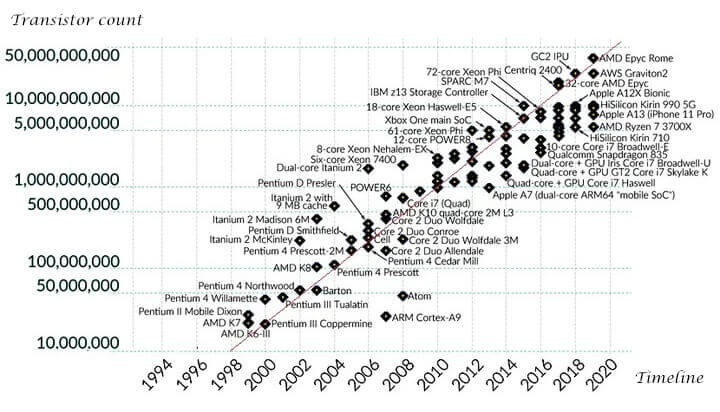 Transistor count
50,000,000,000
10,000,000,000
5,000,000,000
1,000,000,000
500,000,000
100,000,000
50,000,000
10,000,000
GC2 IPU
AMD Epyc Rome
72-core Xeon Phi
Centriq 2400
AWS Graviton2
SPARC M7
32-core AMD Epyc
IBM z13 Storage Controller
Apple A12X Bionic
18-core Xeon Haswell-E5
HiSilicon Kirin 990 5G
Xbox One main SoC
Apple A13 (iPhone 11 Pro)
61-core Xeon Phi
AMD Ryzen 7 3700X
12-core POWER8
HiSilicon Kirin 710
8-core Xeon Nehalem-EX
10-core Core i7 Broadwell-E
Six-core Xeon 7400
Qualcomm Snapdragon 835
Dual-core Itanium 2
Dual-core + GPU Iris Core i7 Broadwell-U
Quad-core + GPU GT2 Core i7 Skylake K
Pentium D Presler
POWER6
Quad-core + GPU Core i7 Haswell
Itanium 2 with
9 MB cache
Apple A7 (dual-core ARM64 "mobile SoC")
Core i7 (Quad)
Itanium 2 Madison 6M
AMD K10 quad-core 2M L3
Core 2 Duo Wolfdale
Pentium D Smithfield
Core 2 Duo Conroe
Itanium 2 McKinley
Cell
Core 2 Duo Wolfdale 3M
Pentium 4 Prescott-2M
Core 2 Duo Allendale
Pentium 4 Cedar Mill
AMD K8
Pentium 4 Prescott
Pentium 4 Northwood
Barton
Pentium 4 Willamette
Pentium III Tualatin
Atom
Pentium II Mobile Dixon
AMD K7
Pentium III Coppermine
ARM Cortex-A9
AMD K6-III
1994
1996
1998
2000
2002
2004
2006
2008
2010
2012
2014
2016
2018
2020
Timeline